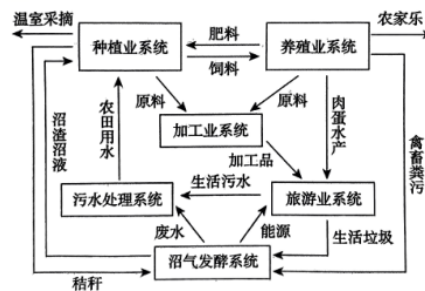 温室采摘
农家乐
种植业系统
肥料
饲料
养殖业系统
原料
原料
加工业系统
加工品
肉蛋水产
禽畜粪污
沼渣沼液
农田用水
生活污水
污水处理系统
旅游业系统
废水
能源
生活垃圾
沼气发酵系统
秸秆